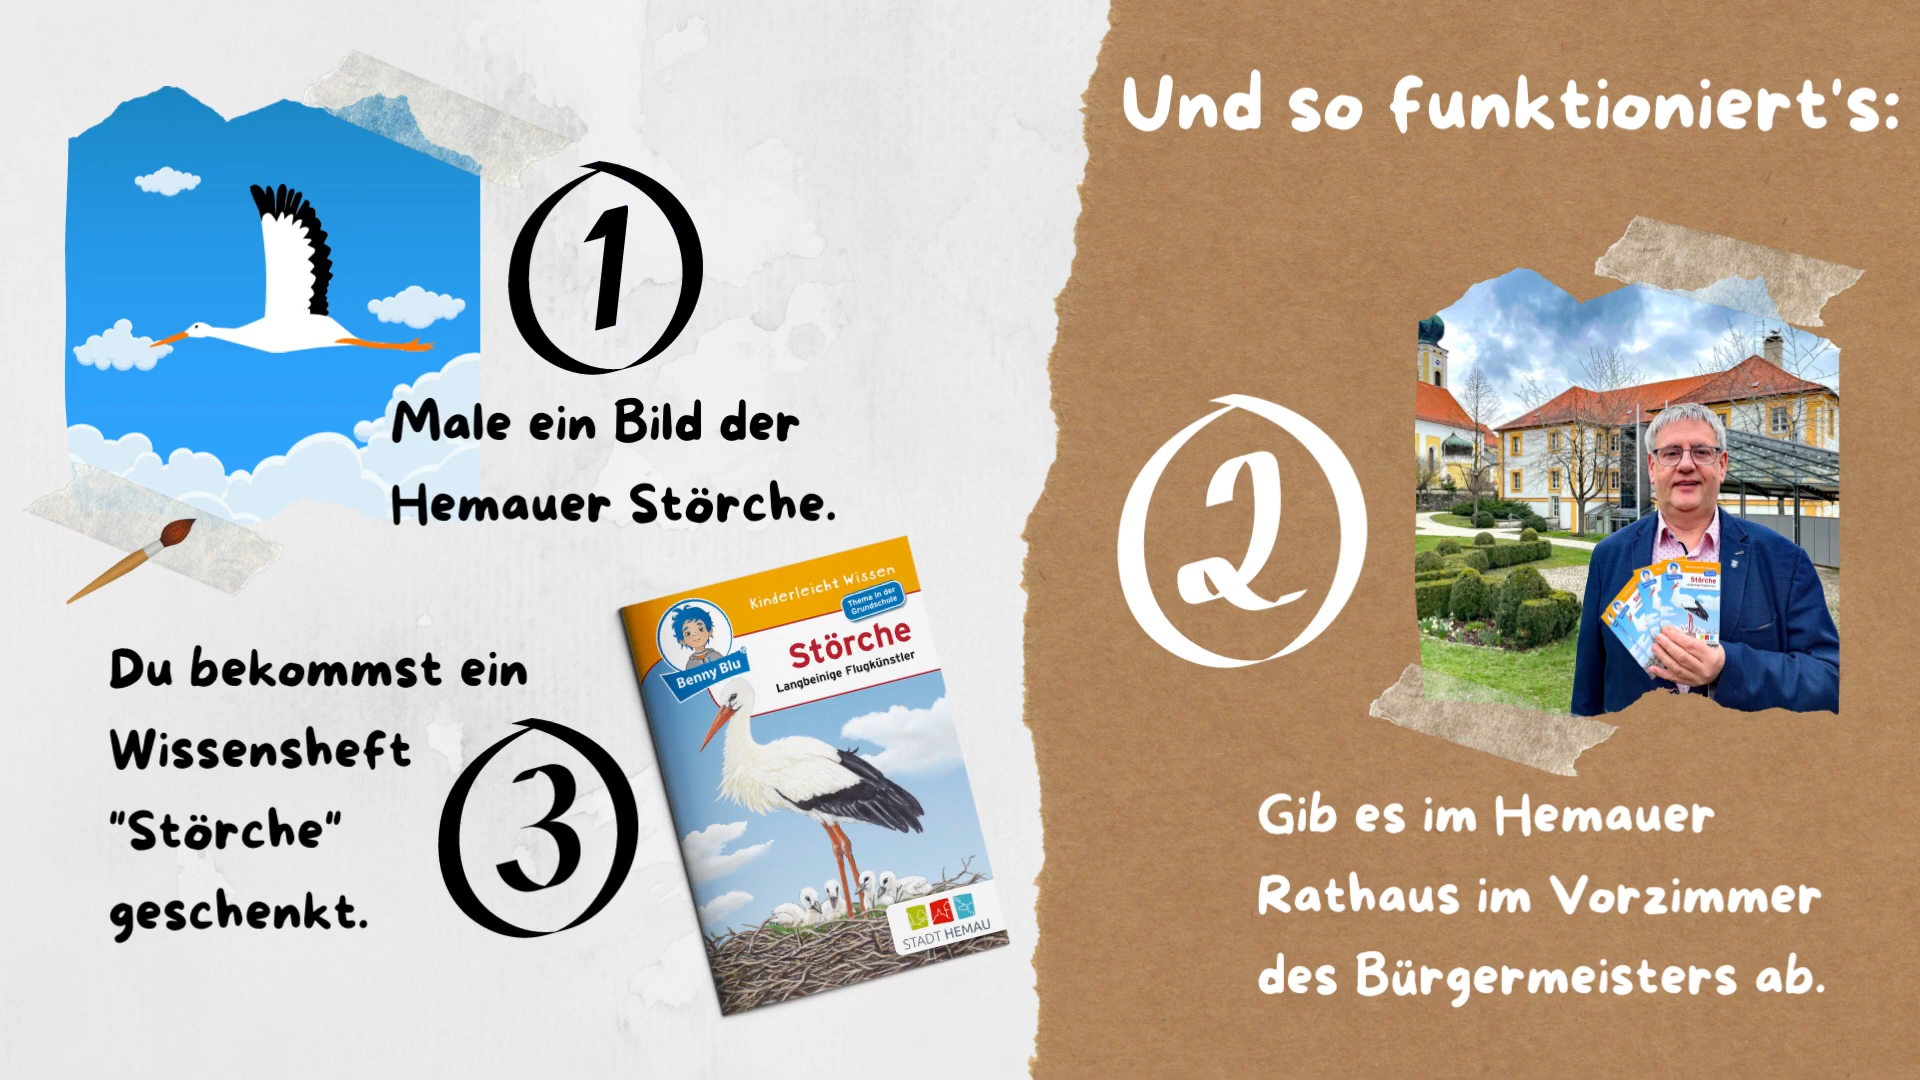 Und so funktioniert's:
1
Male ein Bild der
Hemauer Störche.
2
Gib es im Hemauer
Rathaus im Vorzimmer
des Bürgermeisters ab.
3
Du bekommst ein
Wissensheft
"Störche"
geschenkt.
Kinderleicht Wissen
Thema in der
Grundschule
Benny Blu
Störche
Langbeinige Flugkünstler
STADT HEMAU
Störche